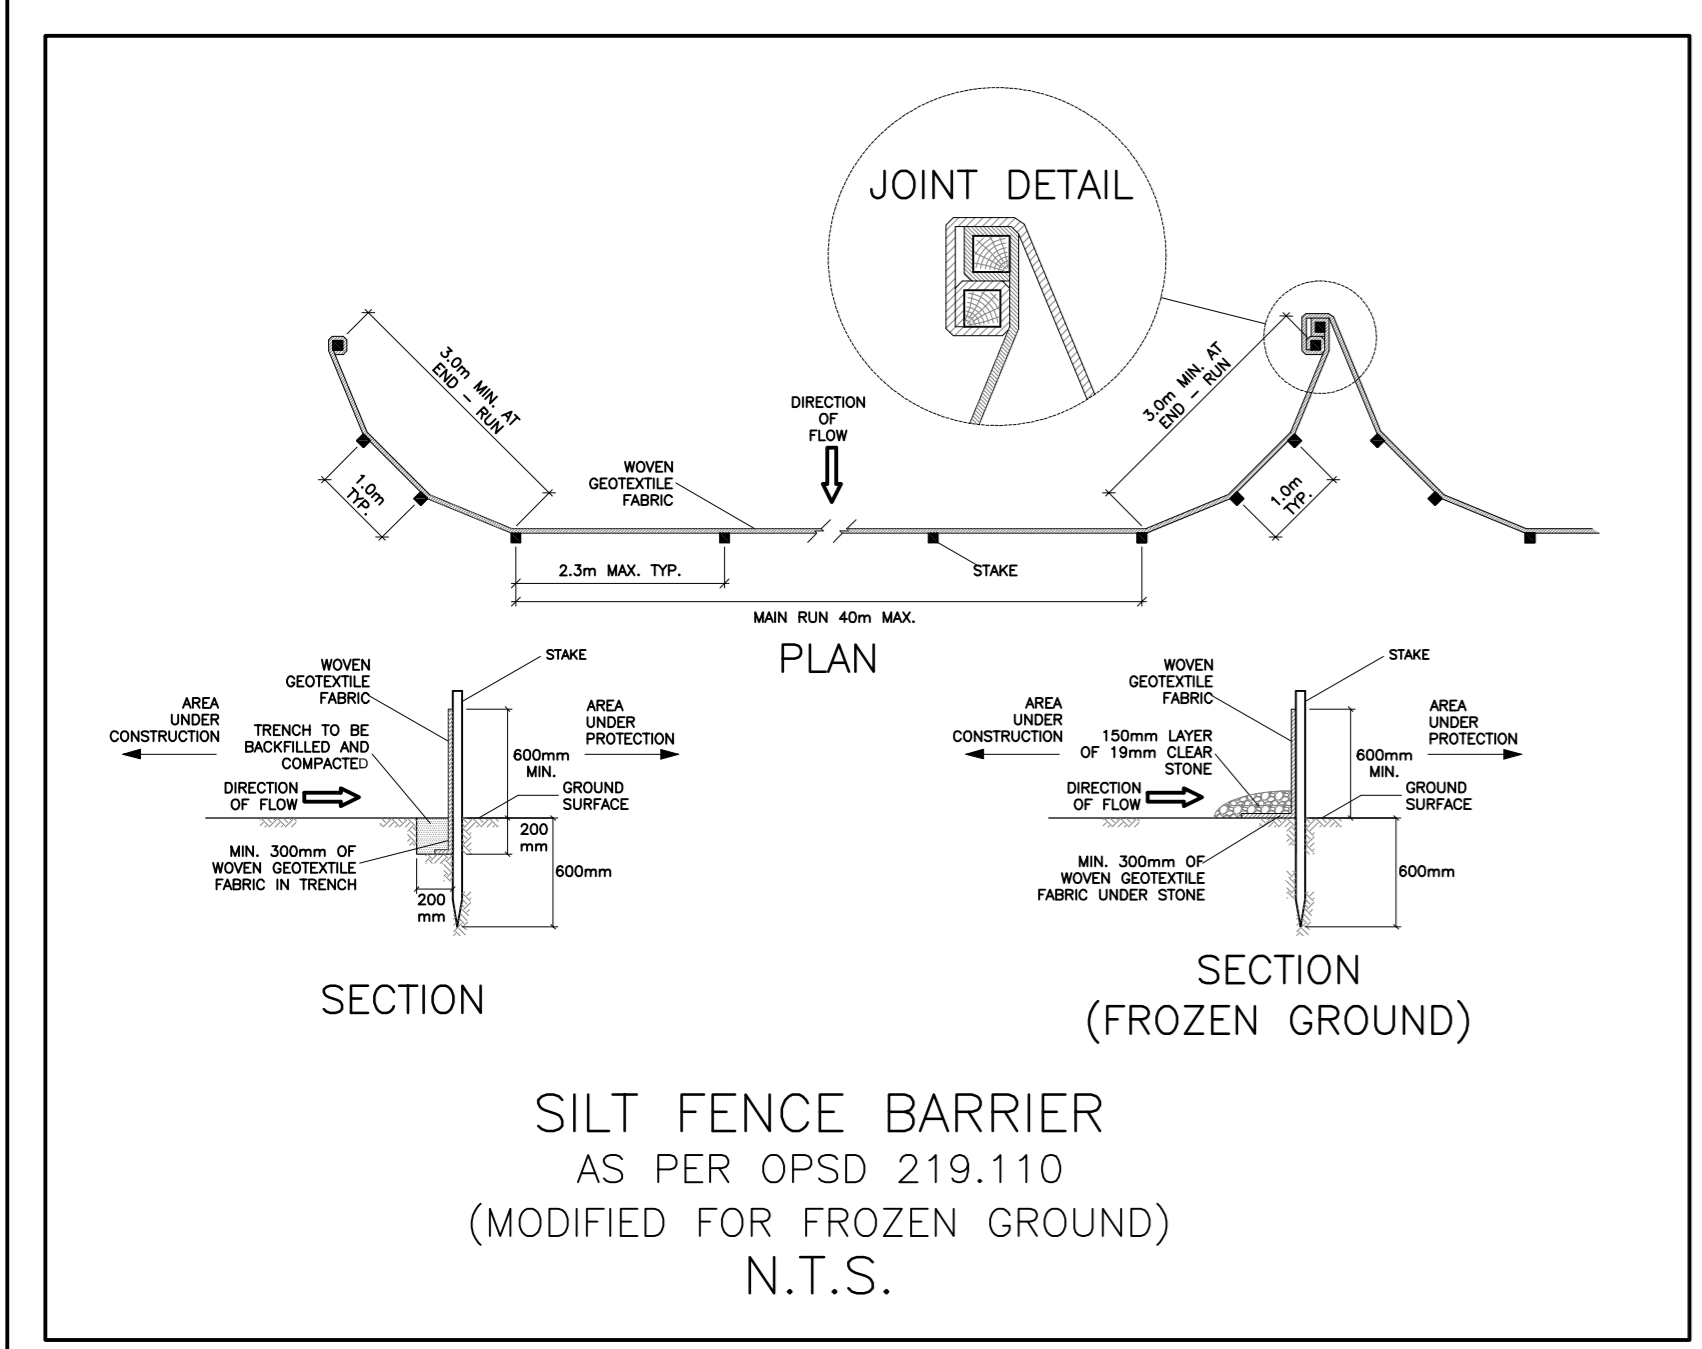 JOINT DETAIL
3.0m MIN. AT
END – RUN
1.0m
TYP.
WOVEN
GEOTEXTILE
FABRIC
DIRECTION
OF
FLOW
3.0m MIN. AT
END – RUN
1.0m
TYP.
2.3m MAX. TYP.
STAKE
MAIN RUN 40m MAX.
PLAN
WOVEN
GEOTEXTILE
FABRIC
STAKE
AREA
UNDER
CONSTRUCTION
TRENCH TO BE
BACKFILLED AND
COMPACTED
AREA
UNDER
PROTECTION
600mm
MIN.
DIRECTION
OF FLOW
GROUND
SURFACE
200
mm
MIN. 300mm OF
WOVEN GEOTEXTILE
FABRIC IN TRENCH
600mm
200
mm
SECTION
WOVEN
GEOTEXTILE
FABRIC
STAKE
AREA
UNDER
CONSTRUCTION
150mm LAYER
OF 19mm CLEAR
STONE
AREA
UNDER
PROTECTION
600mm
MIN.
DIRECTION
OF FLOW
GROUND
SURFACE
MIN. 300mm OF
WOVEN GEOTEXTILE
FABRIC UNDER STONE
600mm
SECTION
(FROZEN GROUND)
SILT FENCE BARRIER
AS PER OPSD 219.110
(MODIFIED FOR FROZEN GROUND)
N.T.S.